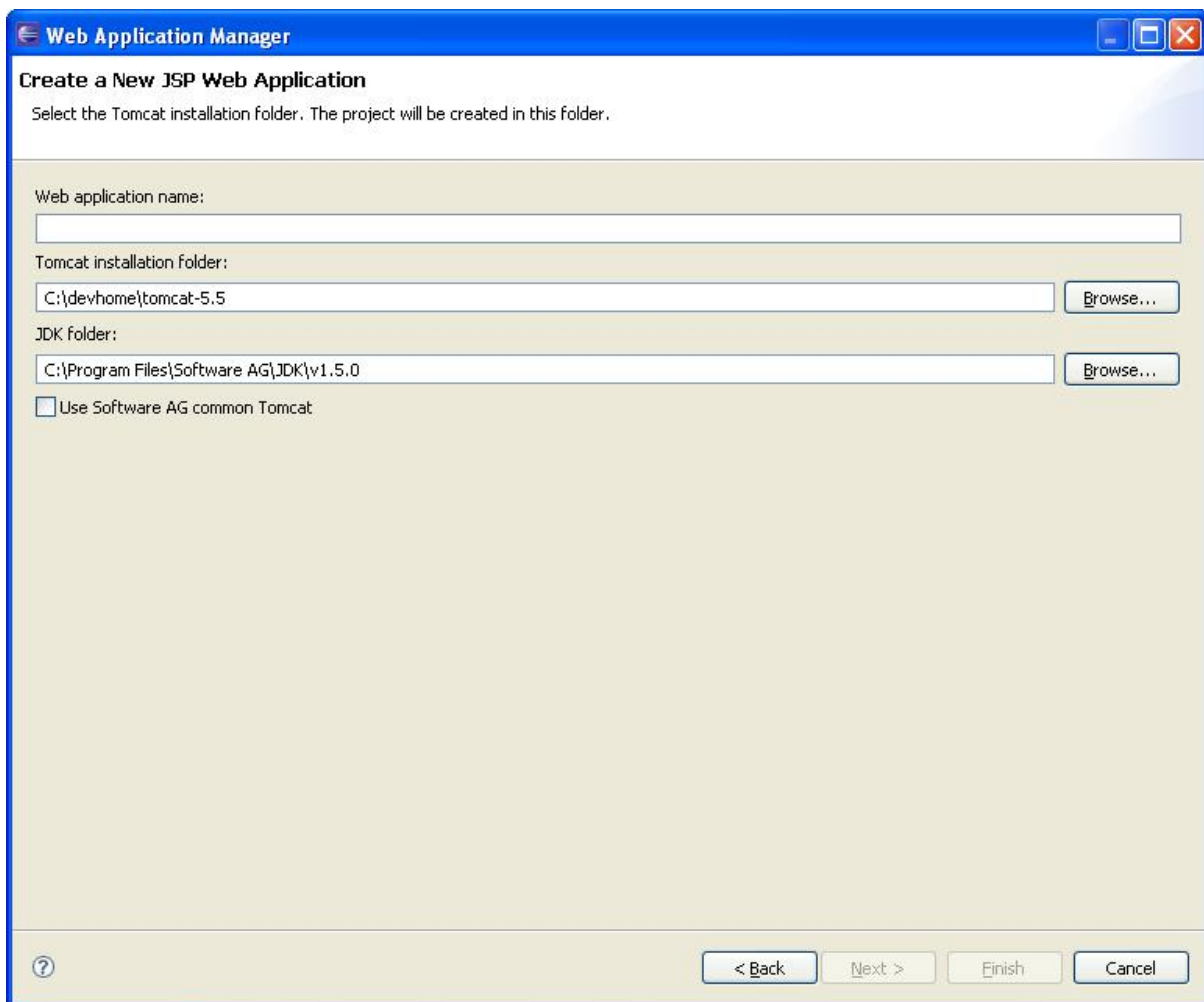 Web Application Manager
Create a New JSP Web Application
Select the Tomcat installation folder. The project will be created in this folder.
Web application name:
Tomcat installation folder:
C:\devhome\tomcat-5.5
Browse...
JDK folder:
C:\Program Files\Software AG\JDK\v1.5.0
Browse...
Use Software AG common Tomcat
?
< Back
Next >
Finish
Cancel